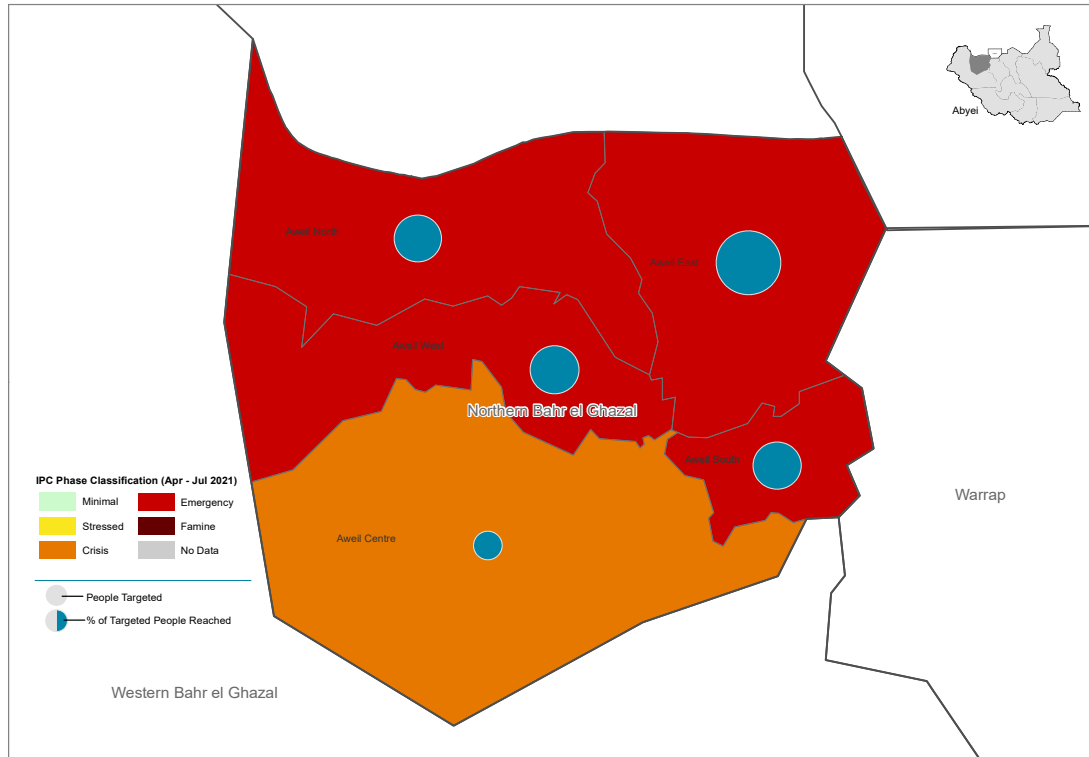 Abyei
Aweil North
Aweil East
Aweil West
Northern Bahr el Ghazal
Aweil South
IPC Phase Classification (Apr - Jul 2021)
Minimal
Emergency
Stressed
Famine
Crisis
No Data
Warrap
Aweil Centre
People Targeted
% of Targeted People Reached
Western Bahr el Ghazal